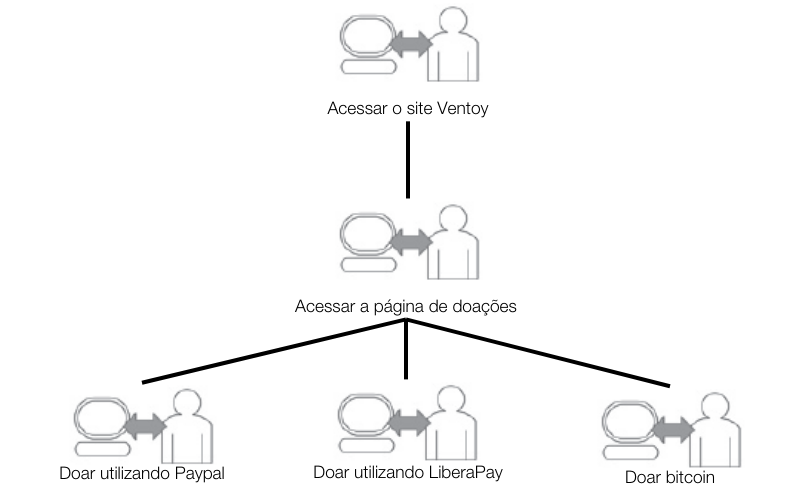 Acessar o site Ventoy
Acessar a página de doações
Doar utilizando Paypal
Doar utilizando LiberaPay
Doar bitcoin